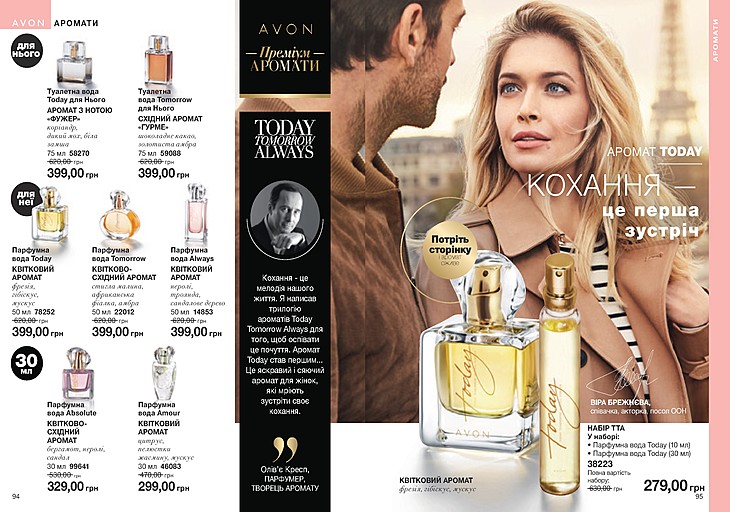 AVON АРОМАТИ
для
нього
Туалетна вода
Today для Нього
АРОМАТ З НОТОЮ
«ФУЖЕР»
коріандр,
дикий мох, біла
замша
75 мл 58270
620,00 грн
399,00 грн
Туалетна
вода Tomorrow
для Нього
СХІДНИЙ АРОМАТ
«ГУРМЕ»
шоколадне какао,
золотиста амбра
75 мл 59088
620,00 грн
399,00 грн
для
неї
Парфумна
вода Today
КВІТКОВИЙ
АРОМАТ
фрезія,
гібіскус,
мускус
50 мл 78252
620,00 грн
399,00 грн
Парфумна
вода Tomorrow
КВІТКОВО-
СХІДНИЙ АРОМАТ
стигла малина,
африканська
фіалка, амбра
50 мл 22012
620,00 грн
399,00 грн
Парфумна
вода Always
КВІТКОВИЙ
АРОМАТ
неролі,
троянда,
сандалове дерево
50 мл 14853
620,00 грн
399,00 грн
30
мл
Парфумна
вода Absolute
КВІТКОВО-
СХІДНИЙ
АРОМАТ
бергамот, неролі,
сандал
30 мл 99641
530,00 грн
329,00 грн
Парфумна
вода Amour
КВІТКОВИЙ
АРОМАТ
цитрус,
пелюстки
жасмину, мускус
30 мл 46083
470,00 грн
299,00 грн
94
AVON
Преміум
АРОМАТИ
TODAY
TOMORROW
ALWAYS
Кохання - це
мелодія нашого
життя. Я написав
трилогію
ароматів Today
Tomorrow Always для
того, щоб оспівати
це почуття. Аромат
Today став першим...
Це яскравий і сяючий
аромат для жінок,
які мріють
зустріти своє
кохання.
Олів'є Кресп,
ПАРФУМЕР,
ТВОРЕЦЬ АРОМАТУ
АРОМАТИ
АРОМАТ TODAY
КОХАННЯ —
це перша
зустріч
Потріть
сторінку
і аромат
оживе
today
AVON
today
КВІТКОВИЙ АРОМАТ
фрезія, гібіскус, мускус
ВІРА БРЕЖНЄВА,
співачка, акторка, посол ООН
НАБІР ТТА
У наборі:
• Парфумна вода Today (10 мл)
• Парфумна вода Today (30 мл)
38223
Повна вартість
набору:
630,00 грн
279,00 грн
95